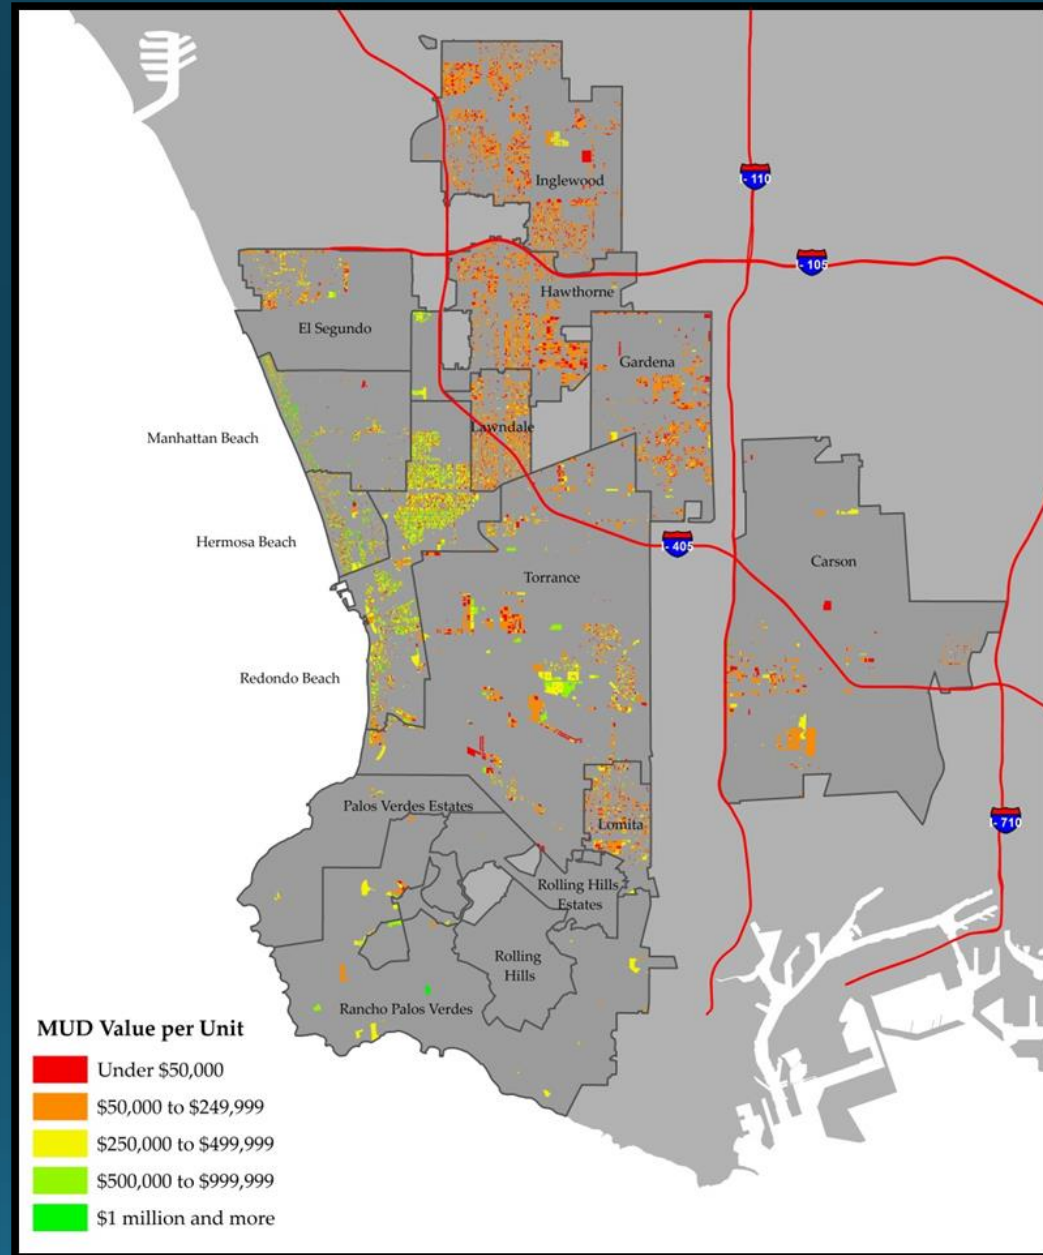 I-110
Inglewood
I-105
Hawthorne
El Segundo
Gardena
Lawndale
Manhattan Beach
Hermosa Beach
I-405
Carson
Torrance
Redondo Beach
Palos Verdes Estates
Lomita
I-710
Rolling Hills
Estates
Rolling
Hills
Rancho Palos Verdes
MUD Value per Unit
Under $50,000
$50,000 to $249,999
$250,000 to $499,999
$500,000 to $999,999
$1 million and more